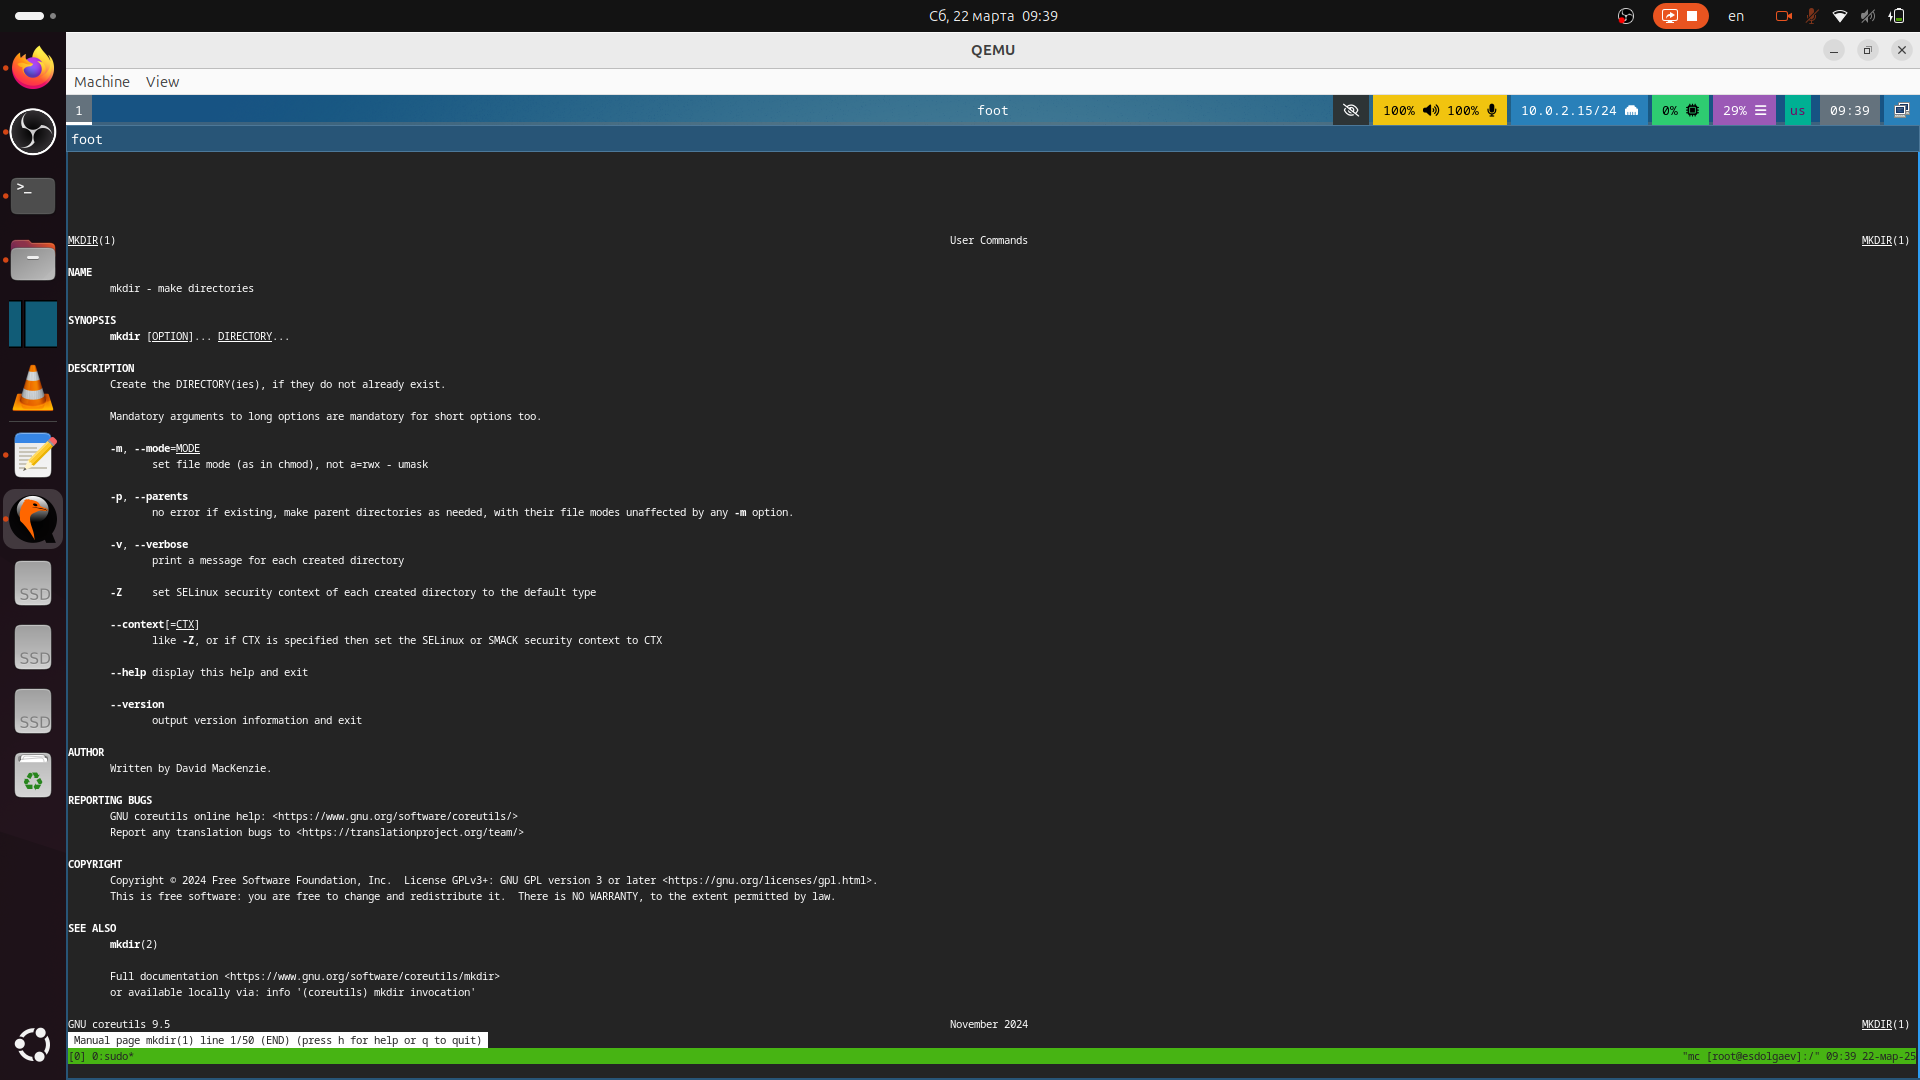 Сб, 22 марта 09:39
en
QEMU
Machine View
1 foot 100% 100% 10.0.2.15/24 0% 29% us 09:39
foot
MKDIR(1) User Commands MKDIR(1)
NAME
mkdir - make directories
SYNOPSIS
mkdir [OPTION]... DIRECTORY...
DESCRIPTION
Create the DIRECTORY(ies), if they do not already exist.
Mandatory arguments to long options are mandatory for short options too.
-m, --mode=MODE
set file mode (as in chmod), not a=rwx - umask
-p, --parents
no error if existing, make parent directories as needed, with their file modes unaffected by any -m option.
-v, --verbose
print a message for each created directory
-Z set SELinux security context of each created directory to the default type
--context[=CTX]
like -Z, or if CTX is specified then set the SELinux or SMACK security context to CTX
--help display this help and exit
--version
output version information and exit
AUTHOR
Written by David MacKenzie.
REPORTING BUGS
GNU coreutils online help: <https://www.gnu.org/software/coreutils/>
Report any translation bugs to <https://translationproject.org/team/>
COPYRIGHT
Copyright © 2024 Free Software Foundation, Inc. License GPLv3+: GNU GPL version 3 or later <https://gnu.org/licenses/gpl.html>.
This is free software: you are free to change and redistribute it. There is NO WARRANTY, to the extent permitted by law.
SEE ALSO
mkdir(2)
Full documentation <https://www.gnu.org/software/coreutils/mkdir>
or available locally via: info '(coreutils) mkdir invocation'
GNU coreutils 9.5 November 2024 MKDIR(1)
Manual page mkdir(1) line 1/50 (END) (press h for help or q to quit)
[0] 0:sudo* "mc [root@esdolgaev]:/" 09:39 22-мар-25
>_
SSD
SSD
SSD